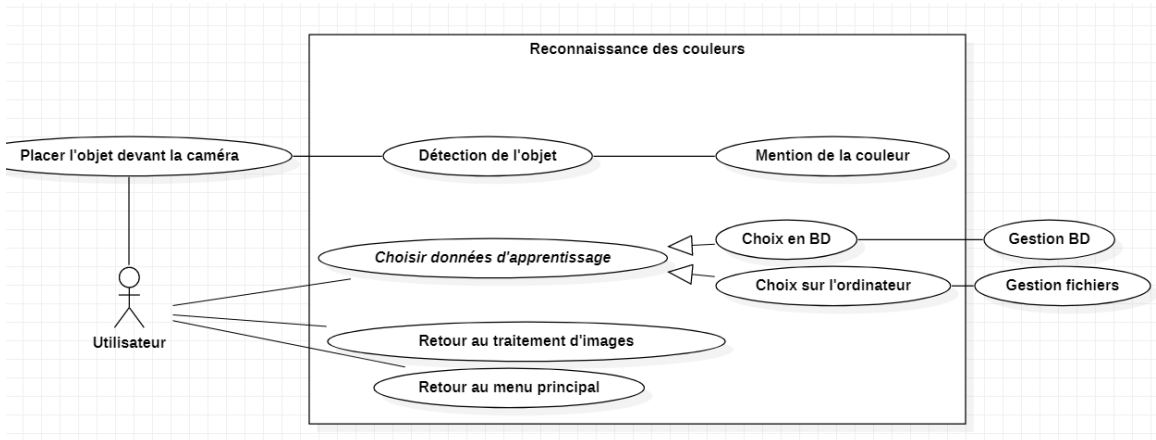 Reconnaissance des couleurs
Placer l'objet devant la caméra
Détection de l'objet
Mention de la couleur
Choisir données d'apprentissage
Choix en BD
Gestion BD
Choix sur l'ordinateur
Gestion fichiers
Utilisateur
Retour au traitement d'images
Retour au menu principal